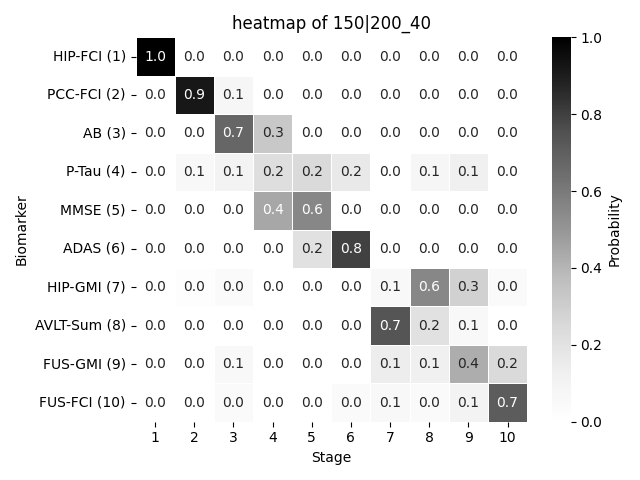 heatmap of 150|200_40
HIP-FCI (1) 1.0 0.0 0.0 0.0 0.0 0.0 0.0 0.0 0.0 0.0
PCC-FCI (2) 0.0 0.9 0.1 0.0 0.0 0.0 0.0 0.0 0.0 0.0
AB (3) 0.0 0.0 0.7 0.3 0.0 0.0 0.0 0.0 0.0 0.0
P-Tau (4) 0.0 0.1 0.1 0.2 0.2 0.2 0.0 0.1 0.1 0.0
MMSE (5) 0.0 0.0 0.0 0.4 0.6 0.0 0.0 0.0 0.0 0.0
ADAS (6) 0.0 0.0 0.0 0.0 0.2 0.8 0.0 0.0 0.0 0.0
HIP-GMI (7) 0.0 0.0 0.0 0.0 0.0 0.0 0.1 0.6 0.3 0.0
AVLT-Sum (8) 0.0 0.0 0.0 0.0 0.0 0.0 0.7 0.2 0.1 0.0
FUS-GMI (9) 0.0 0.0 0.1 0.0 0.0 0.0 0.1 0.1 0.4 0.2
FUS-FCI (10) 0.0 0.0 0.0 0.0 0.0 0.0 0.1 0.0 0.1 0.7
1 2 3 4 5 6 7 8 9 10
Stage
Biomarker
1.0
0.8
0.6
0.4
0.2
0.0
Probability